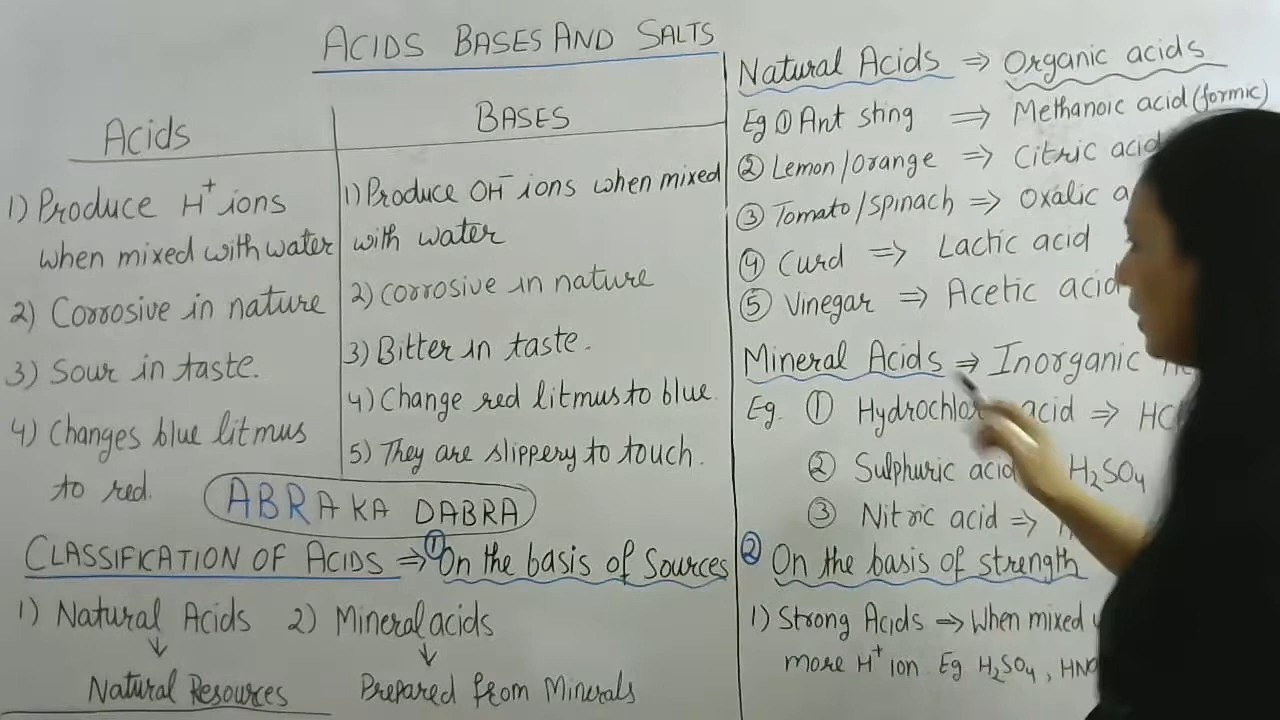 ACIDS BASES AND SALTS
Acids
1) Produce H+ ions
when mixed with water
2) Corrosive in nature
3) Sour in taste.
4) Changes blue litmus
to red.
BASES
1) Produce OH- ions when mixed
with water
2) corrosive in nature
3) Bitter in taste.
4) Change red litmus to blue.
5) They are slippery to touch.
ABRAKA DABRA
CLASSIFICATION OF ACIDS ⇒ ① On the basis of Sources
1) Natural Acids 2) Mineral acids
↓ ↓
Natural Resources Prepared from Minerals
Natural Acids ⇒ Organic acids
Eg ① Ant sting ⇒ Methanoic acid (formic)
② Lemon/Orange ⇒ Citric acid
③ Tomato/Spinach ⇒ Oxalic
④ Curd ⇒ Lactic acid
⑤ Vinegar ⇒ Acetic acid
Mineral Acids ⇒ Inorganic
Eg. ① acid ⇒
② Sulphuric acid H2SO4
③ Nitric acid ⇒
② On the basis of strength
1) Strong Acids ⇒ When mixed
more H+ ion. Eg H2SO4,